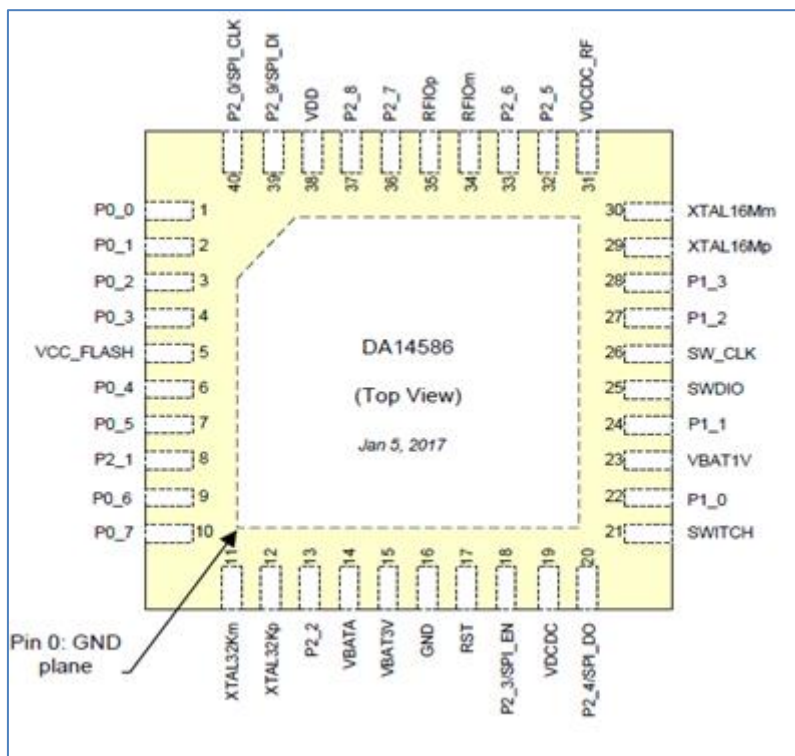 P2_0/SPI_CLK
P2_9/SPI_DI
VDD
P2_8
P2_7
RFIOp
RFIOm
P2_6
P2_5
VDCDC_RF
40
39
38
37
36
35
34
33
32
31
P0_0 1
P0_1 2
P0_2 3
P0_3 4
VCC_FLASH 5
P0_4 6
P0_5 7
P2_1 8
P0_6 9
P0_7 10
DA14586
(Top View)
Jan 5, 2017
30 XTAL16Mm
29 XTAL16Mp
28 P1_3
27 P1_2
26 SW_CLK
25 SWDIO
24 P1_1
23 VBAT1V
22 P1_0
21 SWITCH
11
12
13
14
15
16
17
18
19
20
XTAL32Km
XTAL32Kp
P2_2
VBATA
VBAT3V
GND
RST
P2_3/SPI_EN
VDCDC
P2_4/SPI_DO
Pin 0: GND
plane